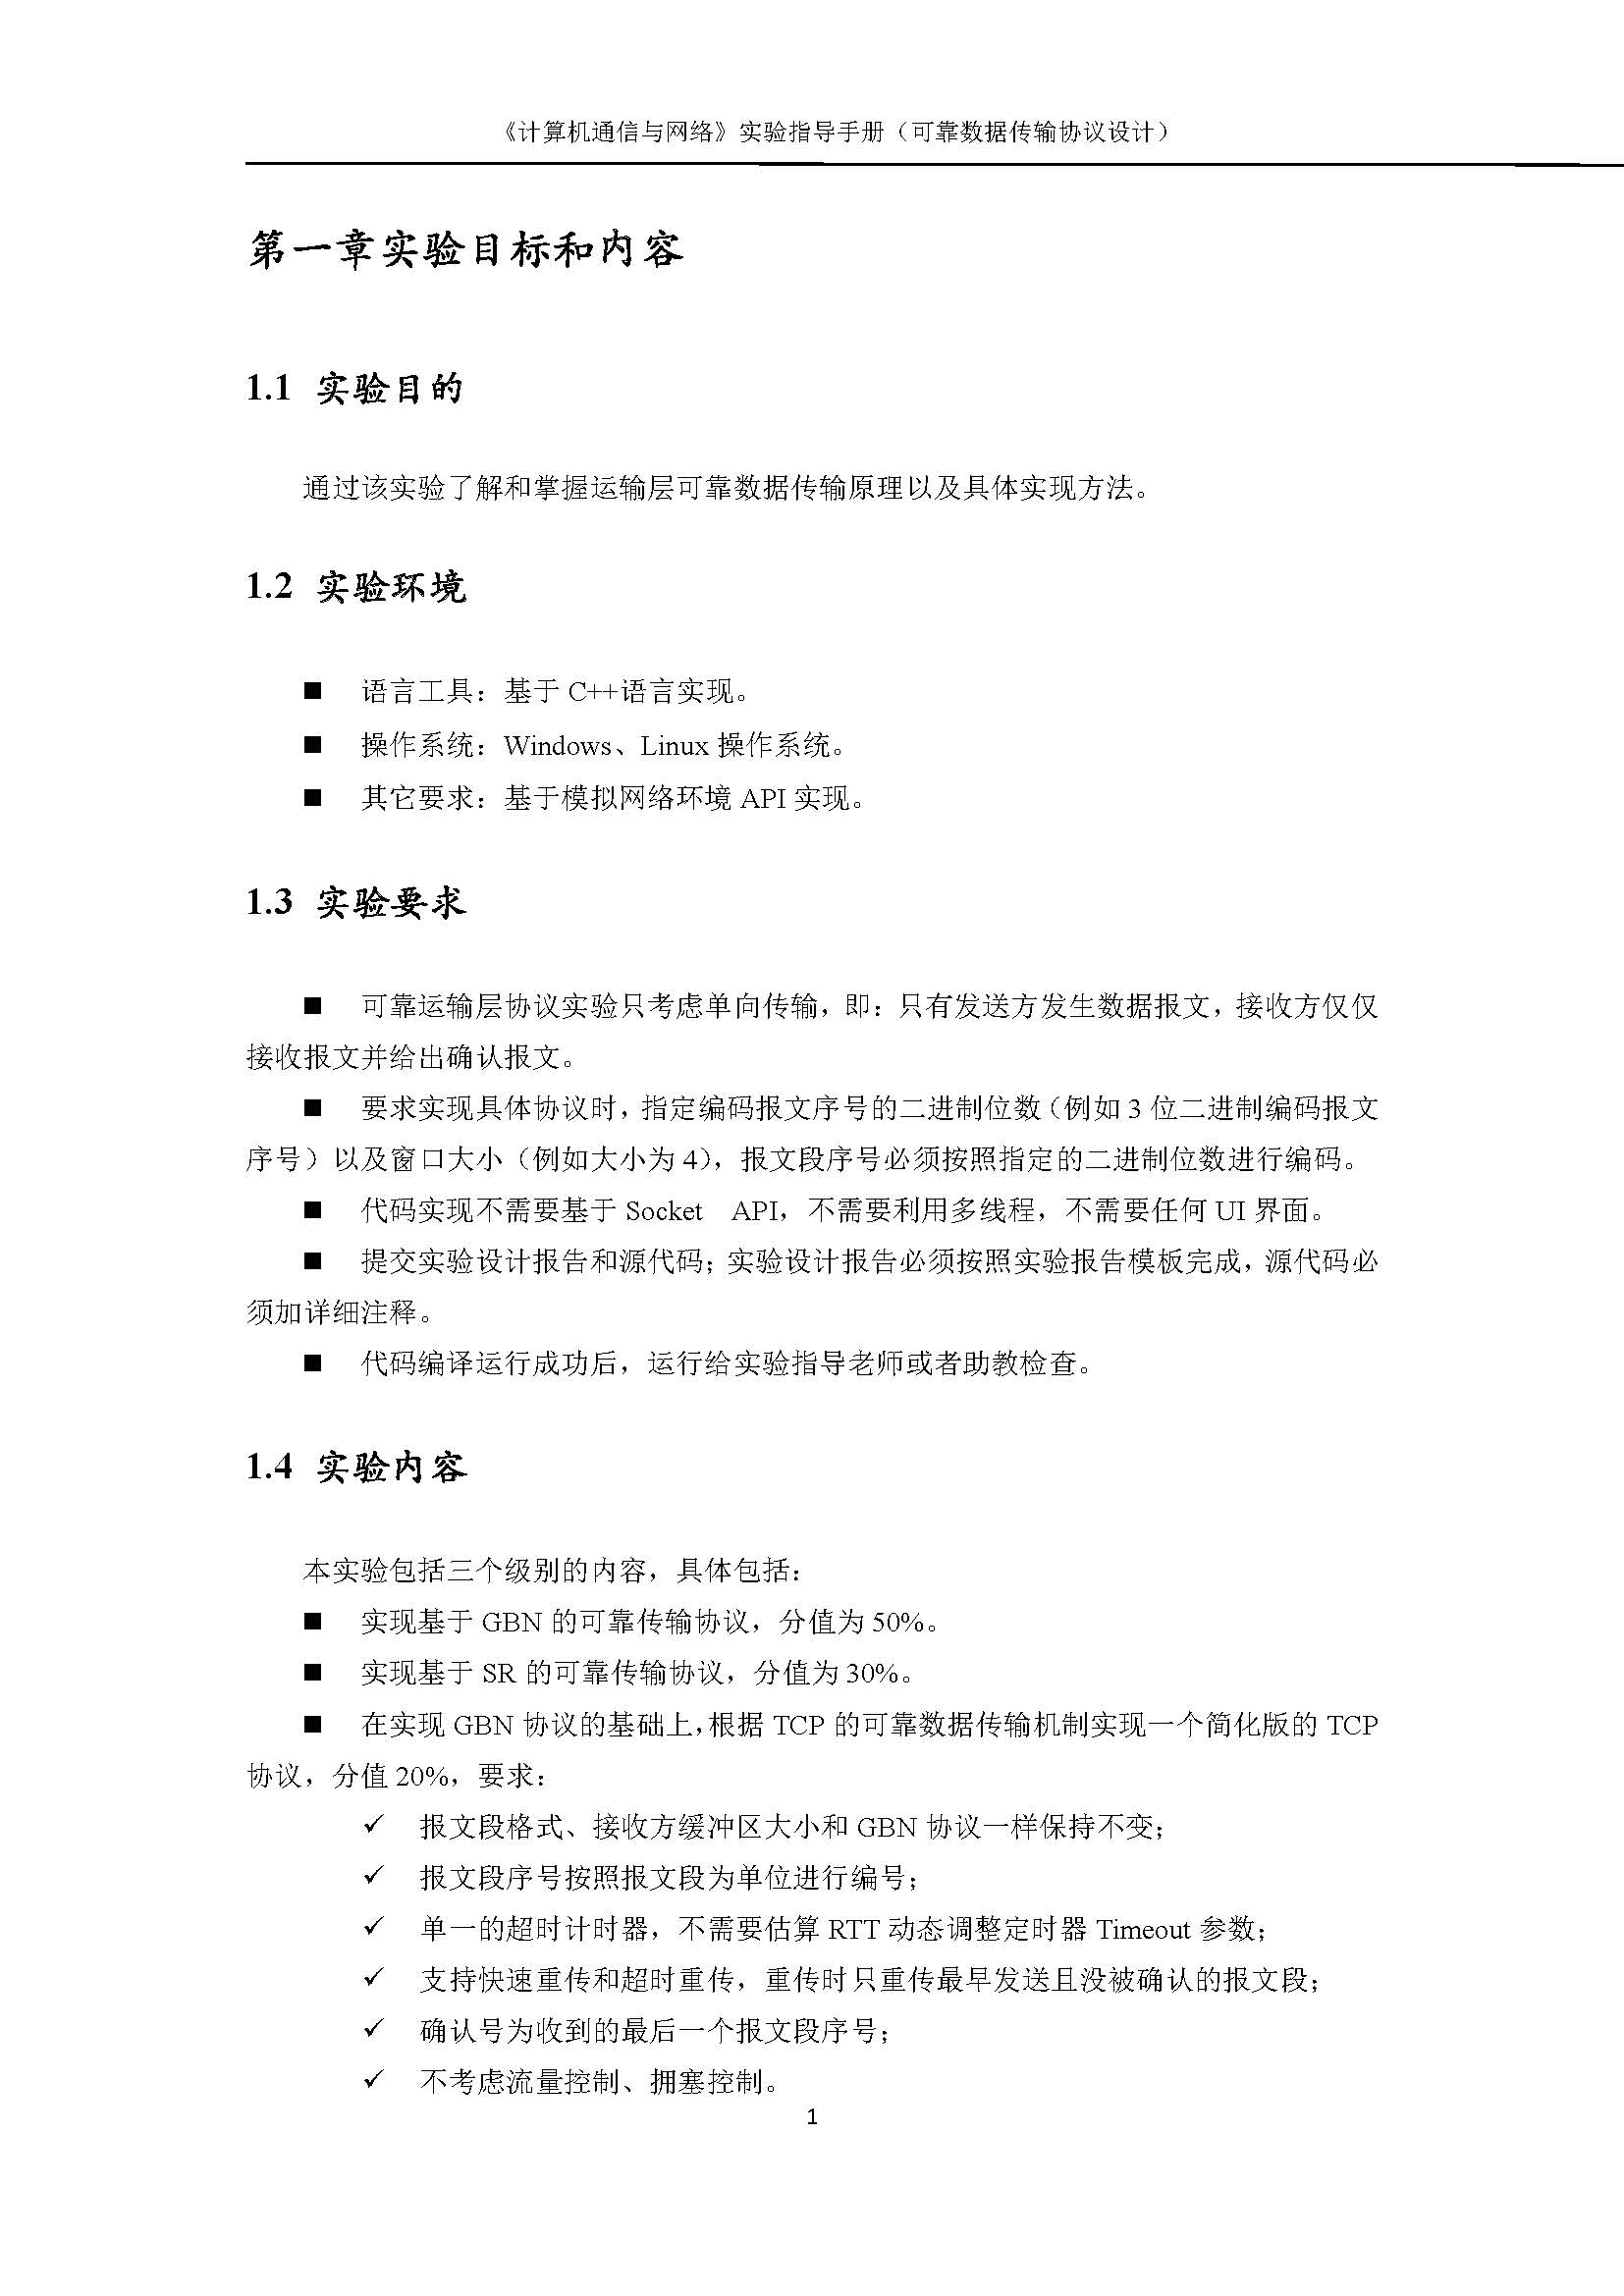 《计算机通信与网络》实验指导手册（可靠数据传输协议设计）
第一章实验目标和内容
1.1 实验目的
通过该实验了解和掌握运输层可靠数据传输原理以及具体实现方法。
1.2 实验环境
■ 语言工具：基于 C++语言实现。
■ 操作系统：Windows、Linux 操作系统。
■ 其它要求：基于模拟网络环境 API 实现。
1.3 实验要求
■ 可靠运输层协议实验只考虑单向传输，即：只有发送方发生数据报文，接收方仅仅
接收报文并给出确认报文。
■ 要求实现具体协议时，指定编码报文序号的二进制位数（例如 3 位二进制编码报文
序号）以及窗口大小（例如大小为 4），报文段序号必须按照指定的二进制位数进行编码。
■ 代码实现不需要基于 Socket API，不需要利用多线程，不需要任何 UI 界面。
■ 提交实验设计报告和源代码；实验设计报告必须按照实验报告模板完成，源代码必
须加详细注释。
■ 代码编译运行成功后，运行给实验指导老师或者助教检查。
1.4 实验内容
本实验包括三个级别的内容，具体包括：
■ 实现基于 GBN 的可靠传输协议，分值为 50%。
■ 实现基于 SR 的可靠传输协议，分值为 30%。
■ 在实现 GBN 协议的基础上，根据 TCP 的可靠数据传输机制实现一个简化版的 TCP
协议，分值 20%，要求：
✓ 报文段格式、接收方缓冲区大小和 GBN 协议一样保持不变；
✓ 报文段序号按照报文段为单位进行编号；
✓ 单一的超时计时器，不需要估算 RTT 动态调整定时器 Timeout 参数；
✓ 支持快速重传和超时重传，重传时只重传最早发送且没被确认的报文段；
✓ 确认号为收到的最后一个报文段序号；
✓ 不考虑流量控制、拥塞控制。
1